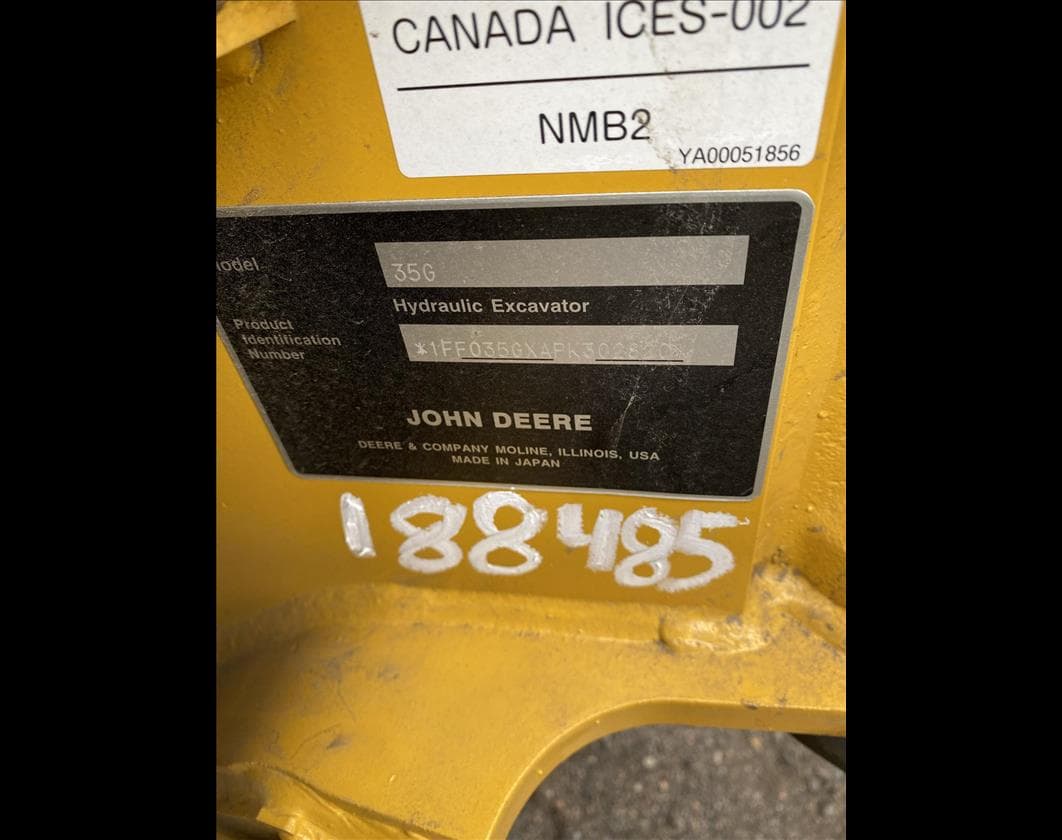 CANADA ICES-002
NMB2
YA00051856
odel
35G
Hydraulic Excavator
Product
Identification
Number
JOHN DEERE
DEERE & COMPANY MOLINE, ILLINOIS, USA
MADE IN JAPAN
188485